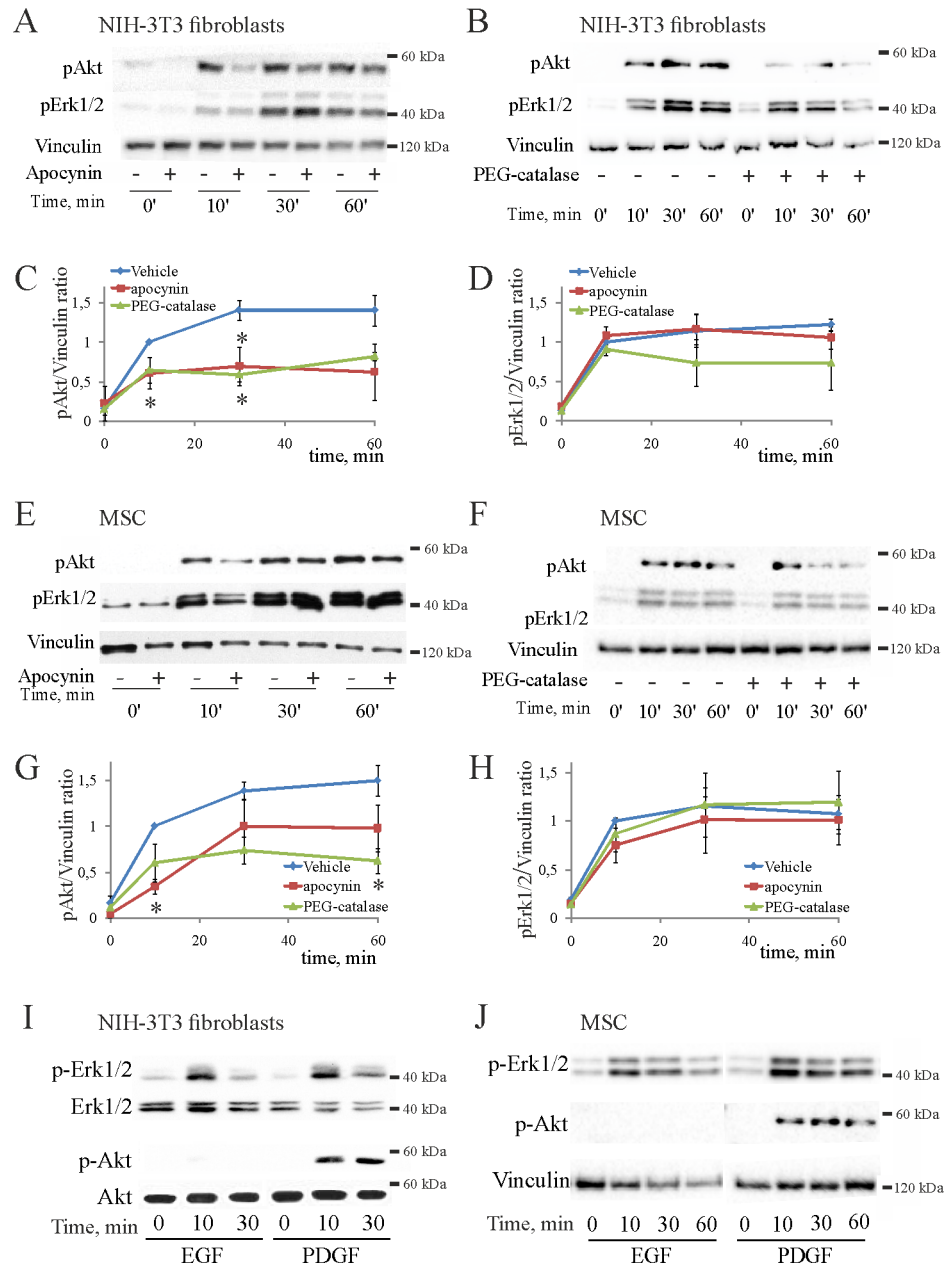 A NIH-3T3 fibroblasts
pAkt 60 kDa
pErk1/2 40 kDa
Vinculin 120 kDa
Apocynin - + - + - + - +
Time, min 0' 10' 30' 60'
B NIH-3T3 fibroblasts
pAkt 60 kDa
pErk1/2 40 kDa
Vinculin 120 kDa
PEG-catalase - - - - + + + +
Time, min 0' 10' 30' 60' 0' 10' 30' 60'
C
pAkt/Vinculin ratio
Vehicle
apocynin
PEG-catalase
1,5
1
0,5
0
* * *
0 20 40 60
time, min
D
pErk1/2/Vinculin ratio
Vehicle
apocynin
PEG-catalase
1,5
1
0,5
0
0 20 40 60
time, min
E MSC
pAkt 60 kDa
pErk1/2 40 kDa
Vinculin 120 kDa
Apocynin - + - + - + - +
Time, min
0' 10' 30' 60'
F MSC
pAkt 60 kDa
pErk1/2 40 kDa
Vinculin 120 kDa
PEG-catalase - - - - + + + +
Time, min 0' 10' 30' 60' 0' 10' 30' 60'
G
pAkt/Vinculin ratio
1,5
1
0,5
0
Vehicle
apocynin
PEG-catalase
* *
0 20 40 60
time, min
H
pErk1/2/Vinculin ratio
1,5
1
0,5
0
Vehicle
apocynin
PEG-catalase
0 20 40 60
time, min
I NIH-3T3 fibroblasts
p-Erk1/2 40 kDa
Erk1/2 40 kDa
p-Akt 60 kDa
Akt 60 kDa
Time, min 0 10 30 0 10 30
EGF PDGF
J MSC
p-Erk1/2 40 kDa
p-Akt 60 kDa
Vinculin 120 kDa
Time, min 0 10 30 60 0 10 30 60
EGF PDGF